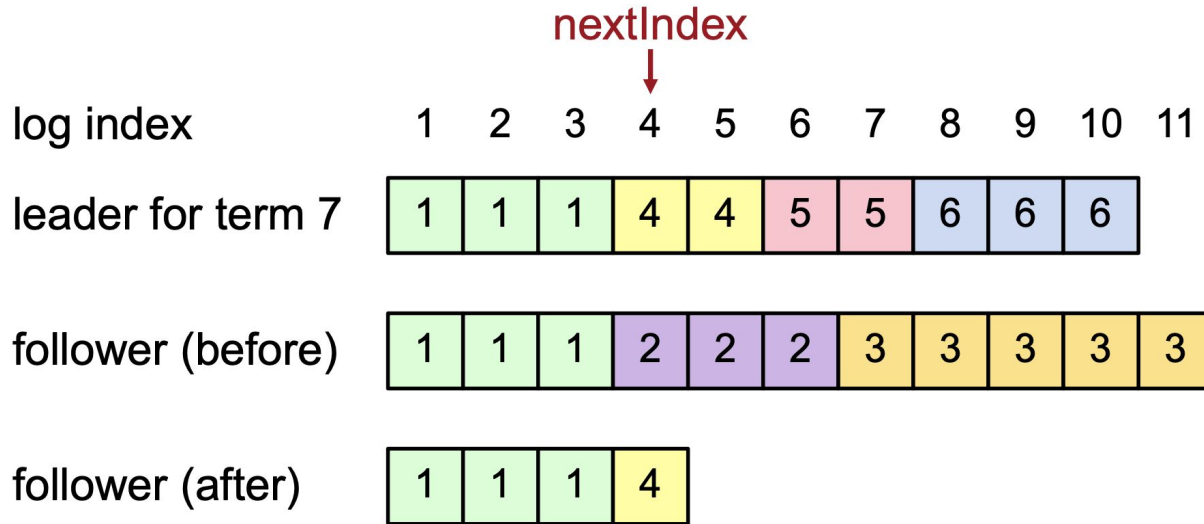 nextIndex
log index 1 2 3 4 5 6 7 8 9 10 11
leader for term 7 1 1 1 4 4 5 5 6 6 6
follower (before) 1 1 1 2 2 2 3 3 3 3 3
follower (after) 1 1 1 4